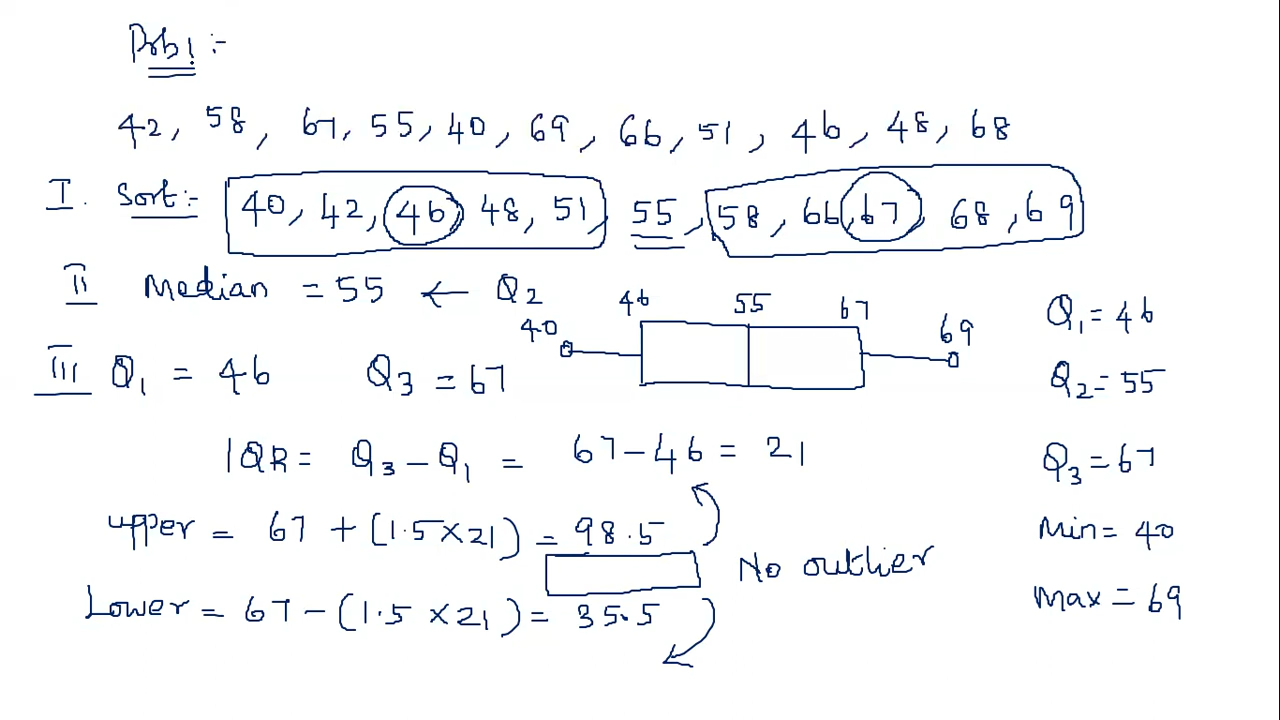 Prb1 :-
42, 58, 67, 55, 40, 69, 66, 51, 46, 48, 68
I. Sort:- 40, 42, 46, 48, 51, 55, 58, 66, 67, 68, 69
II Median = 55 ← Q2
40 46 55 67 69
III Q1 = 46 Q3 = 67
IQR = Q3 - Q1 = 67 - 46 = 21
upper = 67 + (1.5 × 21) = 98.5
No outlier
Lower = 67 - (1.5 × 21) = 35.5
Q1 = 46
Q2 = 55
Q3 = 67
Min = 40
Max = 69